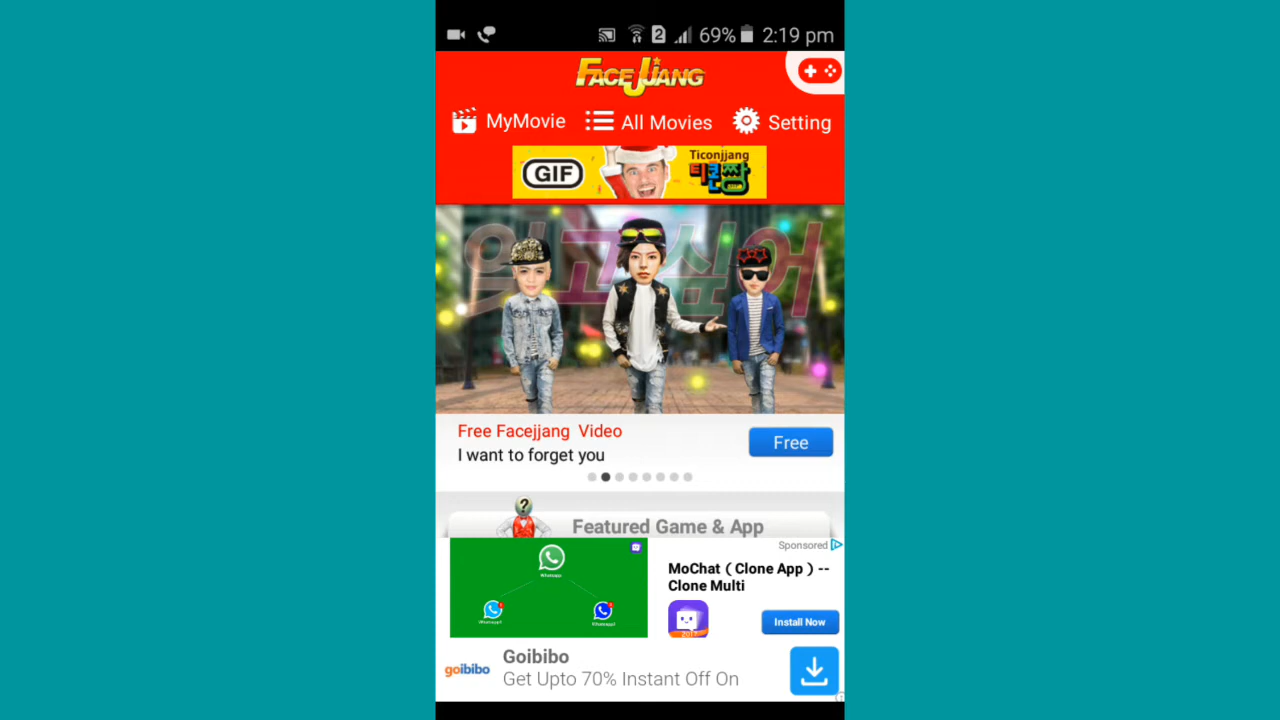 2 69% 2:19 pm
FACEJJANG
MyMovie All Movies Setting
GIF Ticonjjang
티콘짱
잊고싶어
Free Facejjang Video
I want to forget you
Free
?
Featured Game & App
Sponsored
MoChat ( Clone App ) --
Clone Multi
Install Now
Goibibo
goibibo
Get Upto 70% Instant Off On